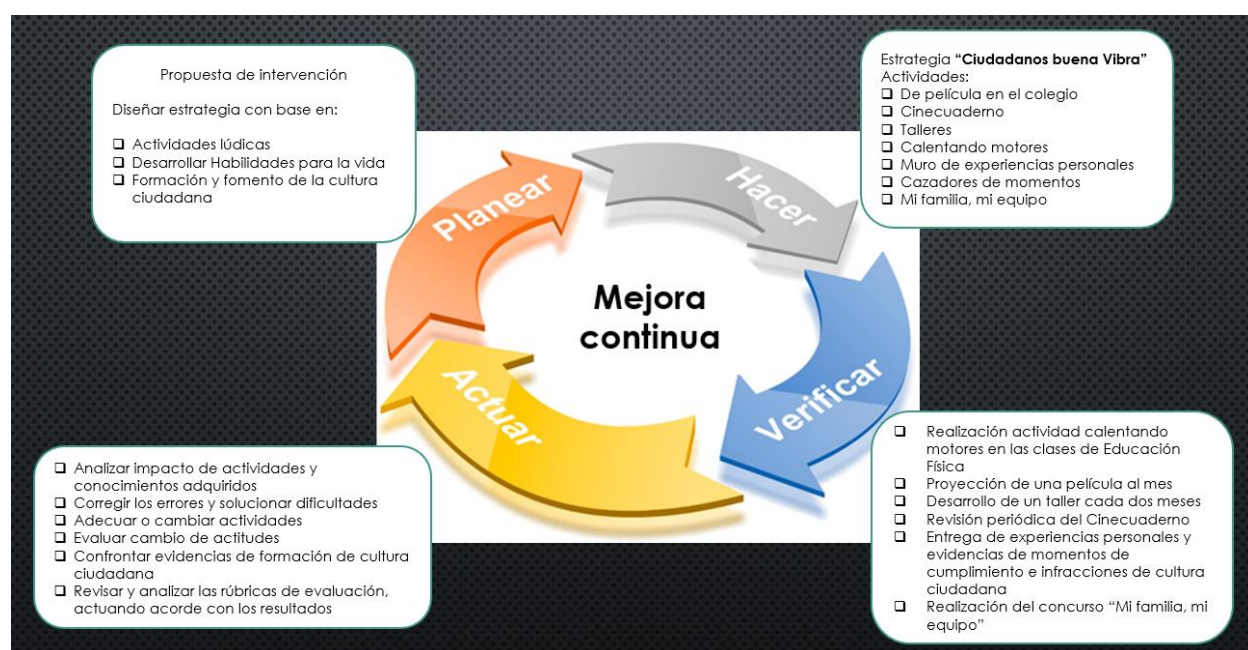 Propuesta de intervención
Diseñar estrategia con base en:
❑ Actividades lúdicas
❑ Desarrollar Habilidades para la vida
❑ Formación y fomento de la cultura
ciudadana
Estrategia “Ciudadanos buena Vibra”
Actividades:
❑ De película en el colegio
❑ Cinecuaderno
❑ Talleres
❑ Calentando motores
❑ Muro de experiencias personales
❑ Cazadores de momentos
❑ Mi familia, mi equipo
Planear
Hacer
Mejora
continua
Actuar
Verificar
❑ Analizar impacto de actividades y
conocimientos adquiridos
❑ Corregir los errores y solucionar dificultades
❑ Adecuar o cambiar actividades
❑ Evaluar cambio de actitudes
❑ Confrontar evidencias de formación de cultura
ciudadana
❑ Revisar y analizar las rúbricas de evaluación,
actuando acorde con los resultados
❑ Realización actividad calentando
motores en las clases de Educación
Física
❑ Proyección de una película al mes
❑ Desarrollo de un taller cada dos meses
❑ Revisión periódica del Cinecuaderno
❑ Entrega de experiencias personales y
evidencias de momentos de
cumplimiento e infracciones de cultura
ciudadana
❑ Realización del concurso “Mi familia, mi
equipo”